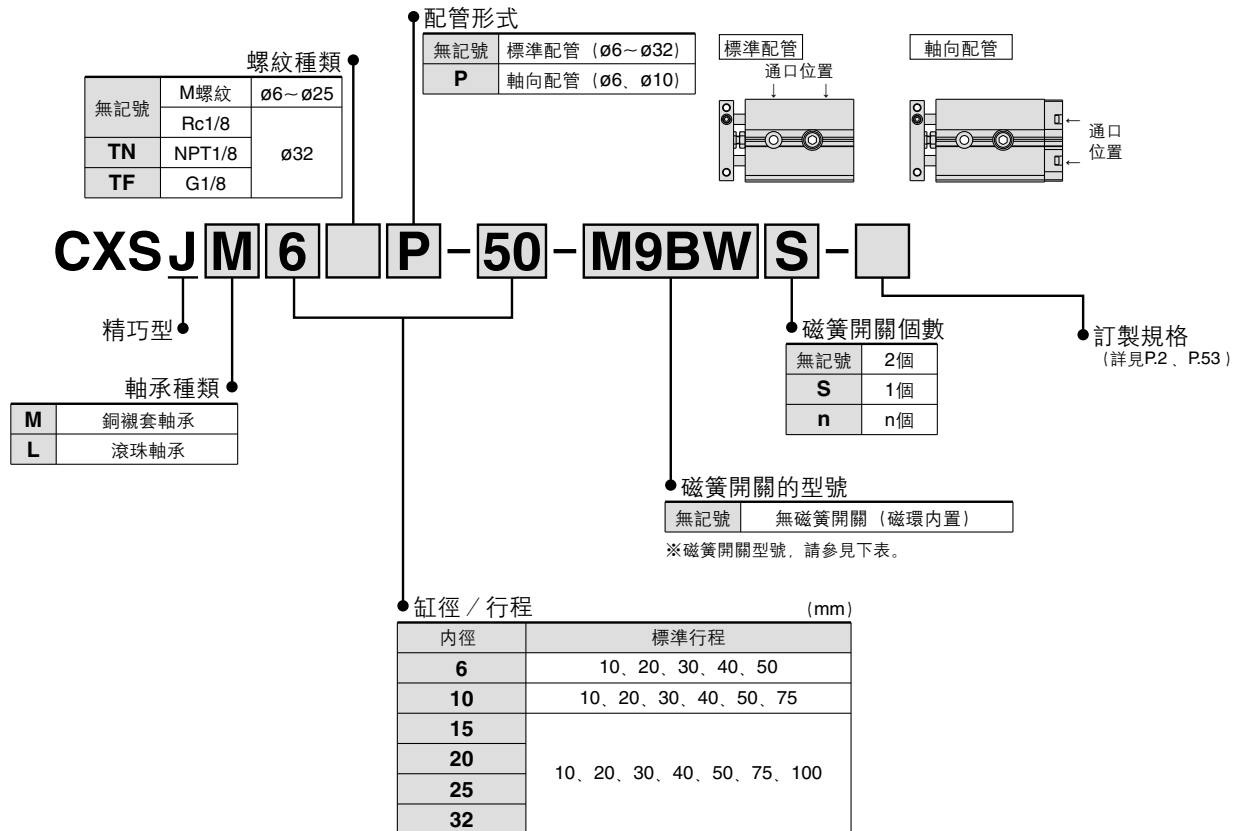 配管形式
無記號 標準配管（ø6～ø32）
P 軸向配管（ø6、ø10）
標準配管
通口位置
↓ ↓
軸向配管
← 通口
← 位置
螺紋種類
無記號 M螺紋 ø6～ø25
Rc1/8
TN NPT1/8 ø32
TF G1/8
CXSJM6 P-50-M9BWS-
精巧型
軸承種類
M 銅襯套軸承
L 滾珠軸承
磁簧開關個數
無記號 2個
S 1個
n n個
訂製規格
（詳見P.2、P.53）
磁簧開關的型號
無記號 無磁簧開關（磁環内置）
※磁簧開關型號，請參見下表。
缸徑／行程 (mm)
内徑 標準行程
6 10、20、30、40、50
10 10、20、30、40、50、75
15
20
10、20、30、40、50、75、100
25
32